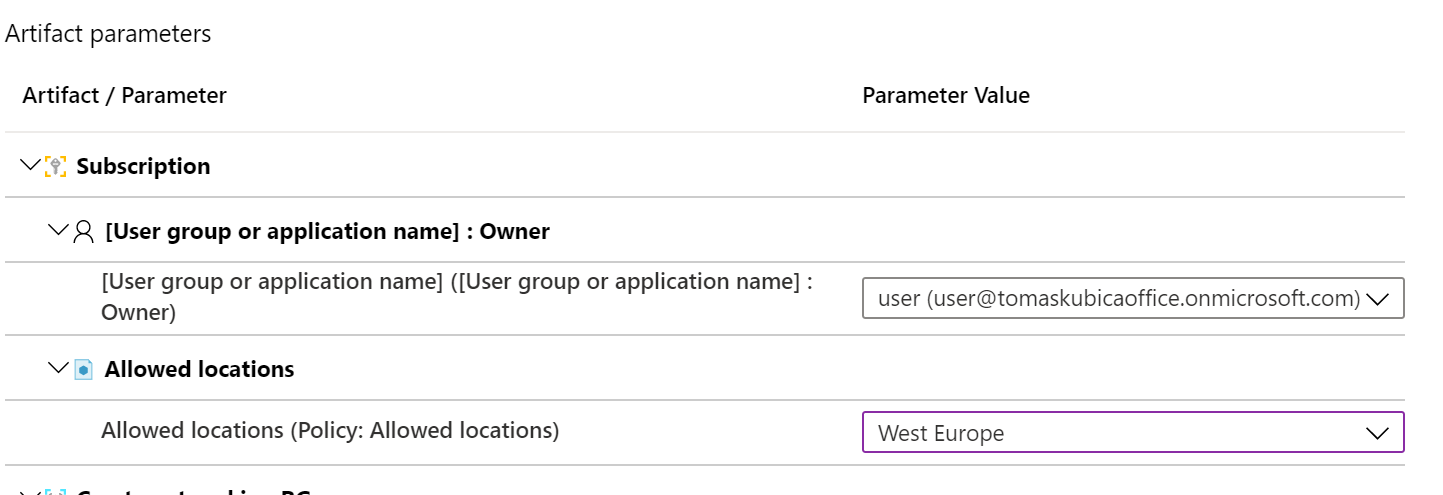 Artifact parameters
Artifact / Parameter Parameter Value
Subscription
[User group or application name] : Owner
[User group or application name] ([User group or application name] :
Owner)
user (user@tomaskubicaoffice.onmicrosoft.com)
Allowed locations
Allowed locations (Policy: Allowed locations)
West Europe